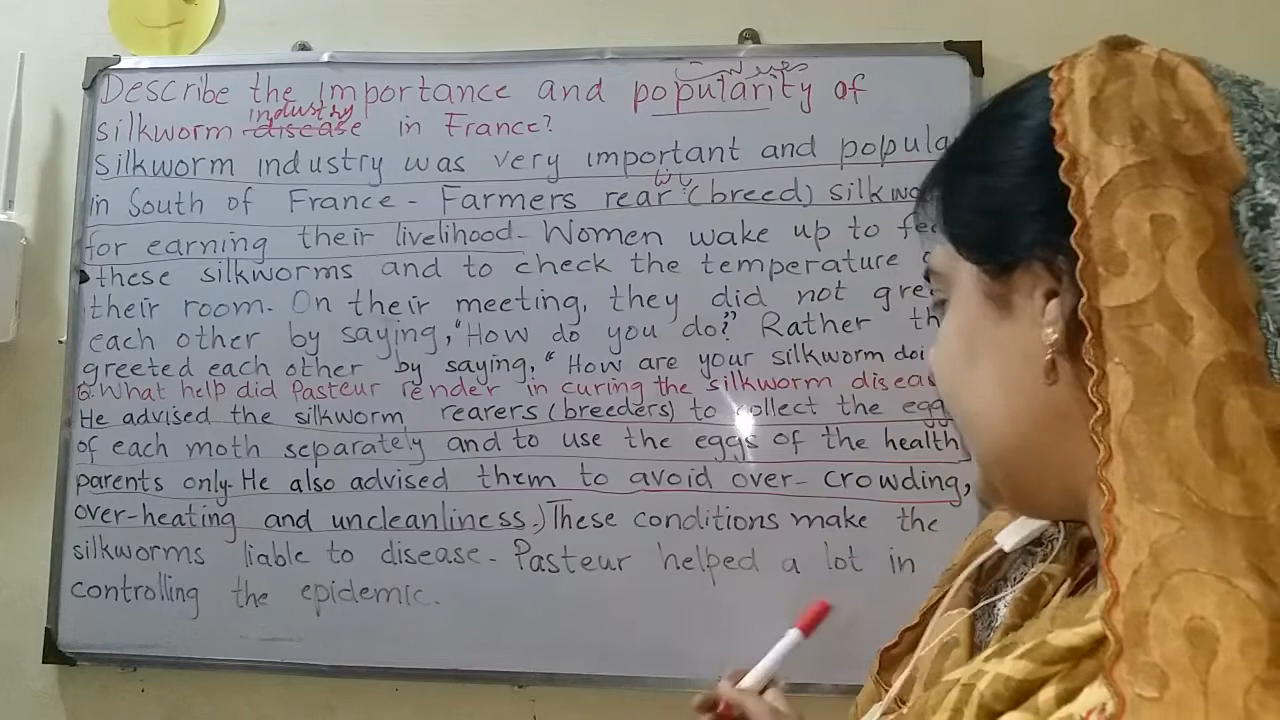 Describe the importance and popularity of
industry
silkworm disease in France?
Silkworm industry was very important and popula
in South of France - Farmers rear (breed) silkwo
for earning their livelihood - Women wake up to fe
these silkworms and to check the temperature
their room. On their meeting, they did not gre
each other by saying, "How do you do?" Rather th
greeted each other by saying, "How are your silkworm doi
6. What help did Pasteur render in curing the silkworm diseas
He advised the silkworm rearers (breeders) to collect the egg
of each moth separately and to use the eggs of the health
parents only. He also advised them to avoid over-crowding,
over-heating and uncleanliness.) These conditions make the
silkworms liable to disease - Pasteur helped a lot in
controlling the epidemic.